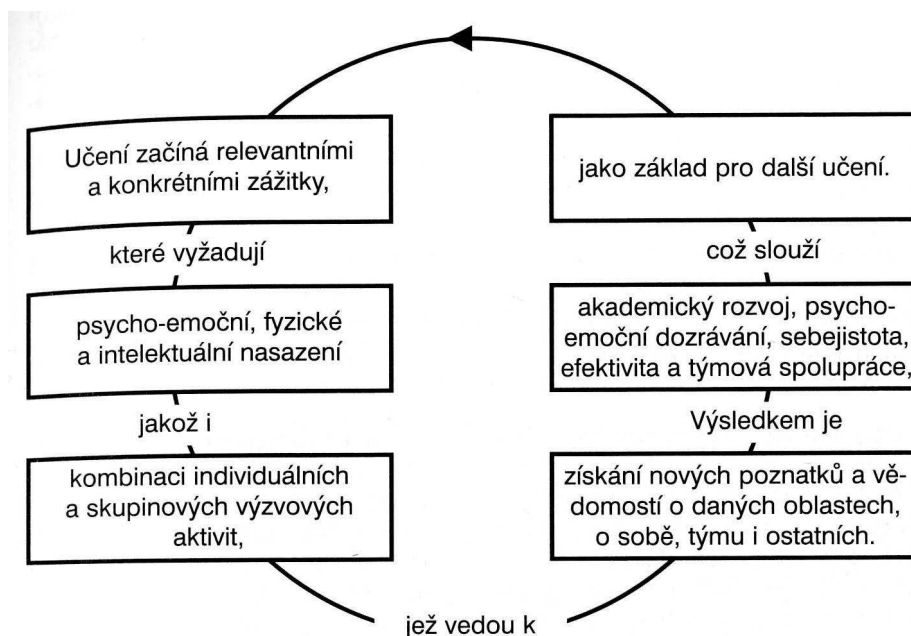 Učení začíná relevantními
a konkrétními zážitky,
které vyžadují
psycho-emoční, fyzické
a intelektuální nasazení
jakož i
kombinaci individuálních
a skupinových výzvových
aktivit,
jež vedou k
získání nových poznatků a vě-
domostí o daných oblastech,
o sobě, týmu i ostatních.
Výsledkem je
akademický rozvoj, psycho-
emoční dozrávání, sebejistota,
efektivita a týmová spolupráce,
což slouží
jako základ pro další učení.